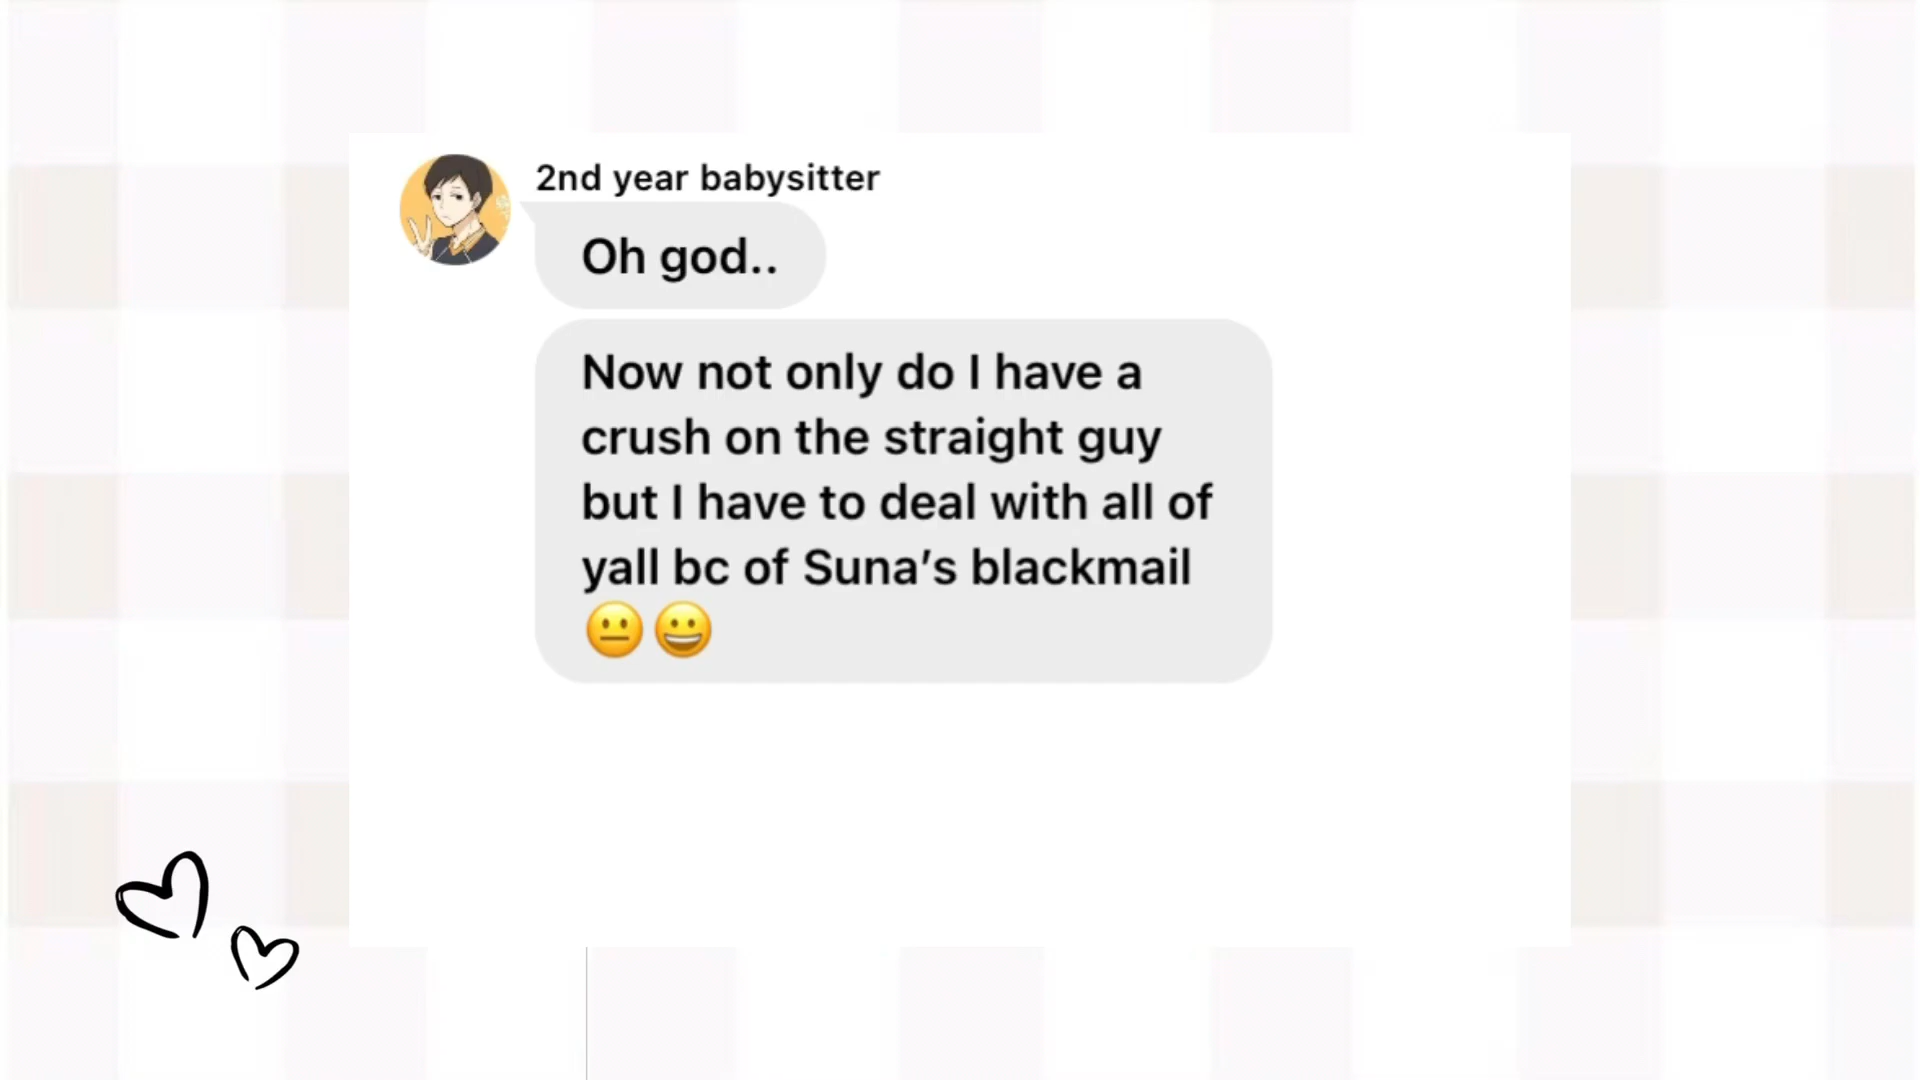 2nd year babysitter
Oh god..
Now not only do I have a
crush on the straight guy
but I have to deal with all of
yall bc of Suna’s blackmail
😐😀